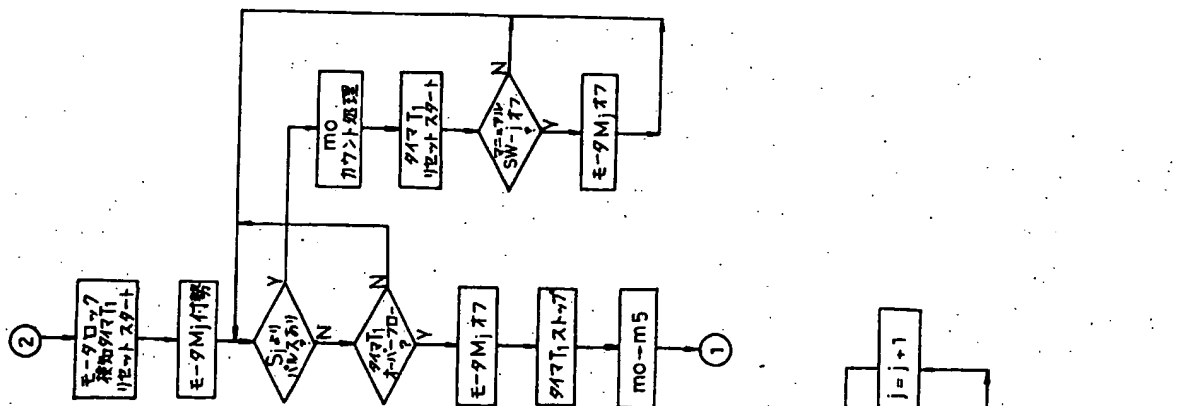 ②
モータロック
検知タイマT1
リセットスタート
モータMj付勢
Sjより
パルスあり
?
Y
N
タイマT1
オーバーフロー
?
N
Y
モータMjオフ
タイマT1ストップ
mo→m5
①
mo
カウント処理
タイマTj
リセットスタート
マニュアル
SW-jオフ
?
N
Y
モータMjオフ
j = j + 1